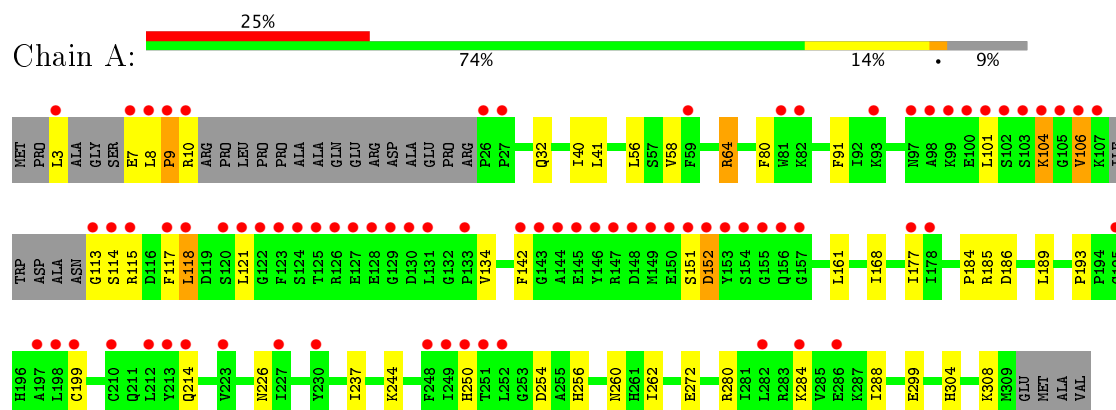 25%
Chain A:
74% 14% • 9%
MET PRO L3 ALA GLY SER E7 L8 P9 R10 ARG PRO LEU PRO PRO ALA ALA GLN GLU ARG ASP ALA GLU PRO ARG P26 P27 Q32 I40 L41 L56 S57 V58 F59 R64 F80 W81 K82 F91 I92 K93 N97 A98 K99 E100 L101 S102 S103 K104 G105 V106 K107
TRP ASP ALA ASN G113 S114 R115 D116 F117 L118 D119 S120 L121 G122 F123 S124 T125 R126 E127 E128 G129 D130 L131 G132 P133 V134 F142 G143 A144 E145 Y146 R147 D148 M149 E150 S151 D152 Y153 S154 G155 Q156 G157 L161 I168 I177 I178 P184 R185 D186 L189 P193 P194
H196 A197 L198 C199 C210 Q211 L212 Y213 Q214 V223 N226 I227 Y230 I237 K244 F248 I249 H250 T251 L252 G253 D254 A255 H256 N260 H261 I262 E272 R280 I281 L282 R283 K284 V285 E286 K287 I288 E299 H304 K308 M309 GLU MET ALA VAL